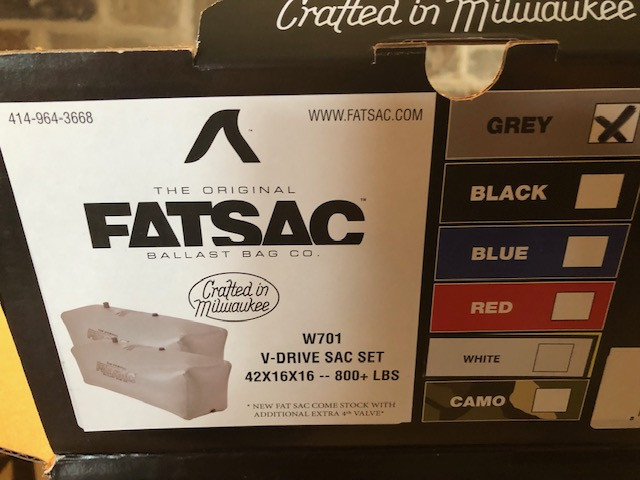 Crafted in Milwaukee
414-964-3668
WWW.FATSAC.COM
THE ORIGINAL
FATSAC™
BALLAST BAG CO.
Crafted in
Milwaukee
W701
V-DRIVE SAC SET
42X16X16 -- 800+ LBS
* NEW FAT SAC COME STOCK WITH
ADDITIONAL EXTRA 4th VALVE*
FATSAC
GREY X
BLACK
BLUE
RED
WHITE
CAMO